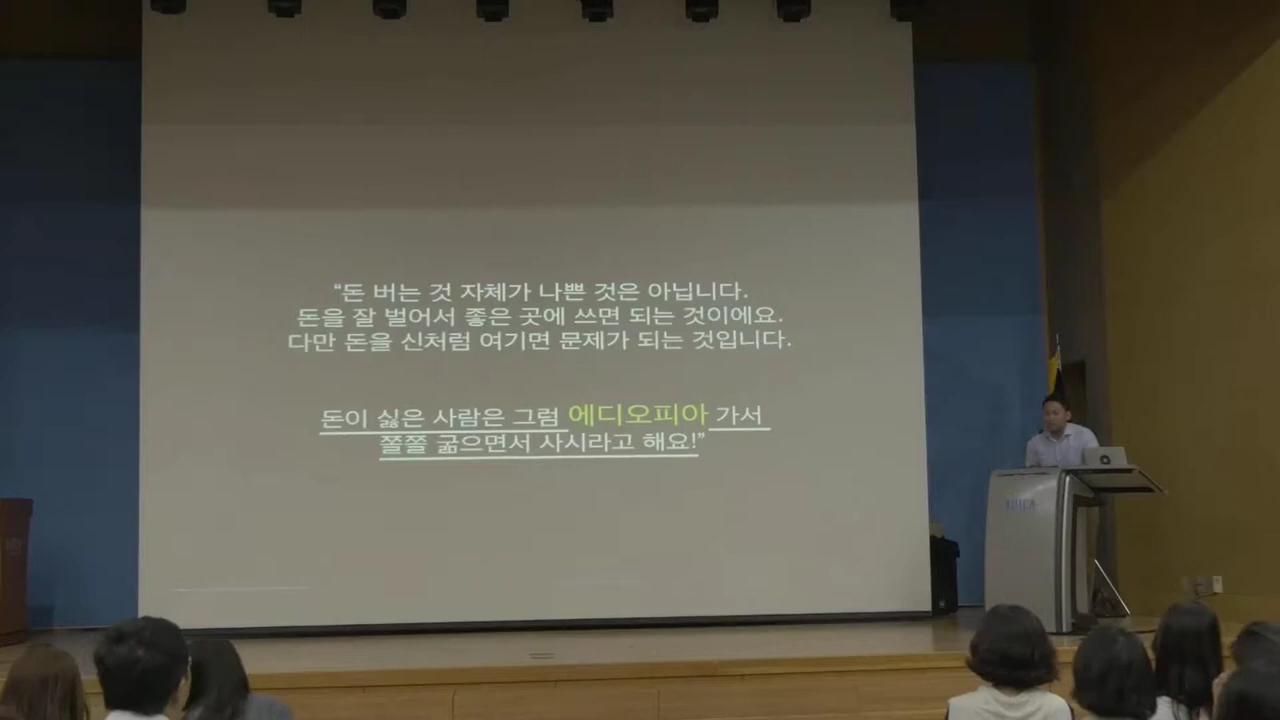 “돈 버는 것 자체가 나쁜 것은 아닙니다.
돈을 잘 벌어서 좋은 곳에 쓰면 되는 것이에요.
다만 돈을 신처럼 여기면 문제가 되는 것입니다.
돈이 싫은 사람은 그럼 에디오피아 가서
쫄쫄 굶으면서 사시라고 해요!”